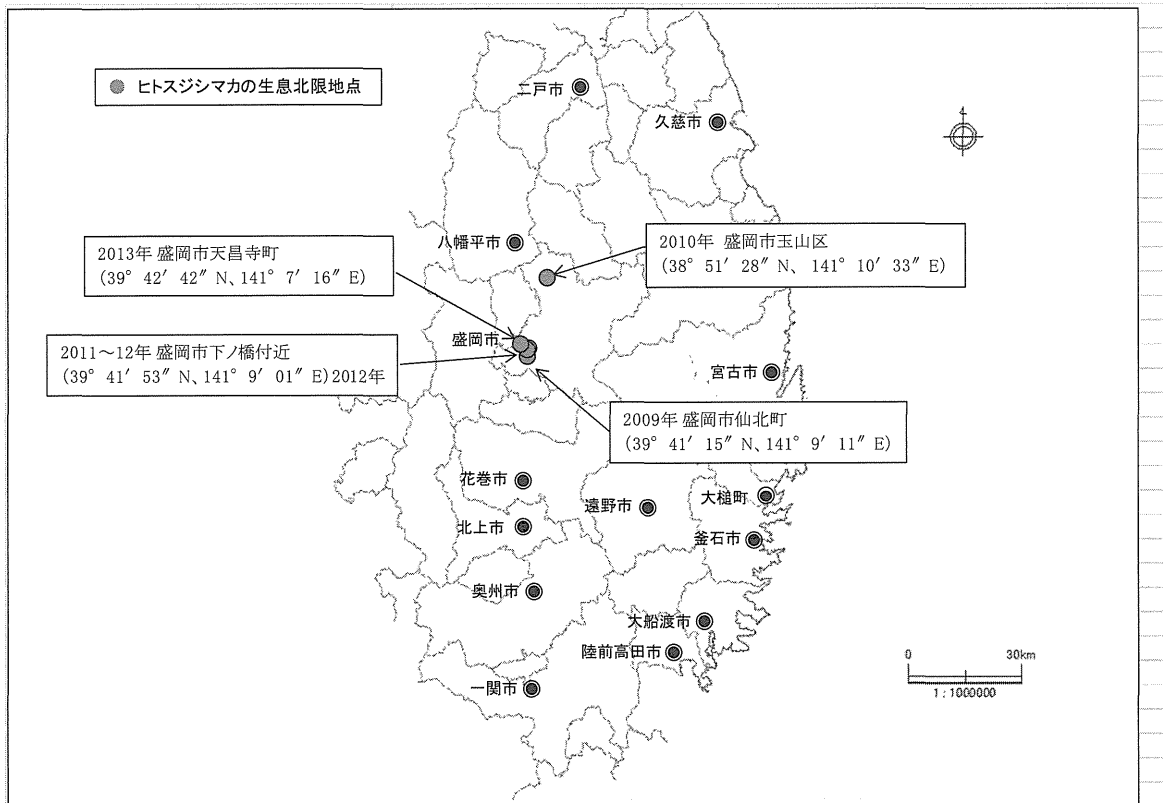 ヒトスジシマカの生息北限地点
二戸市
久慈市
八幡平市
2013年 盛岡市天昌寺町
(39° 42′ 42″ N、141° 7′ 16″ E)
2010年 盛岡市玉山区
(38° 51′ 28″ N、 141° 10′ 33″ E)
盛岡市
2011～12年 盛岡市下ノ橋付近
(39° 41′ 53″ N、141° 9′ 01″ E)2012年
宮古市
2009年 盛岡市仙北町
(39° 41′ 15″ N、141° 9′ 11″ E)
花巻市
大槌町
遠野市
北上市
釜石市
奥州市
大船渡市
陸前高田市
0 30km
1:1000000
一関市